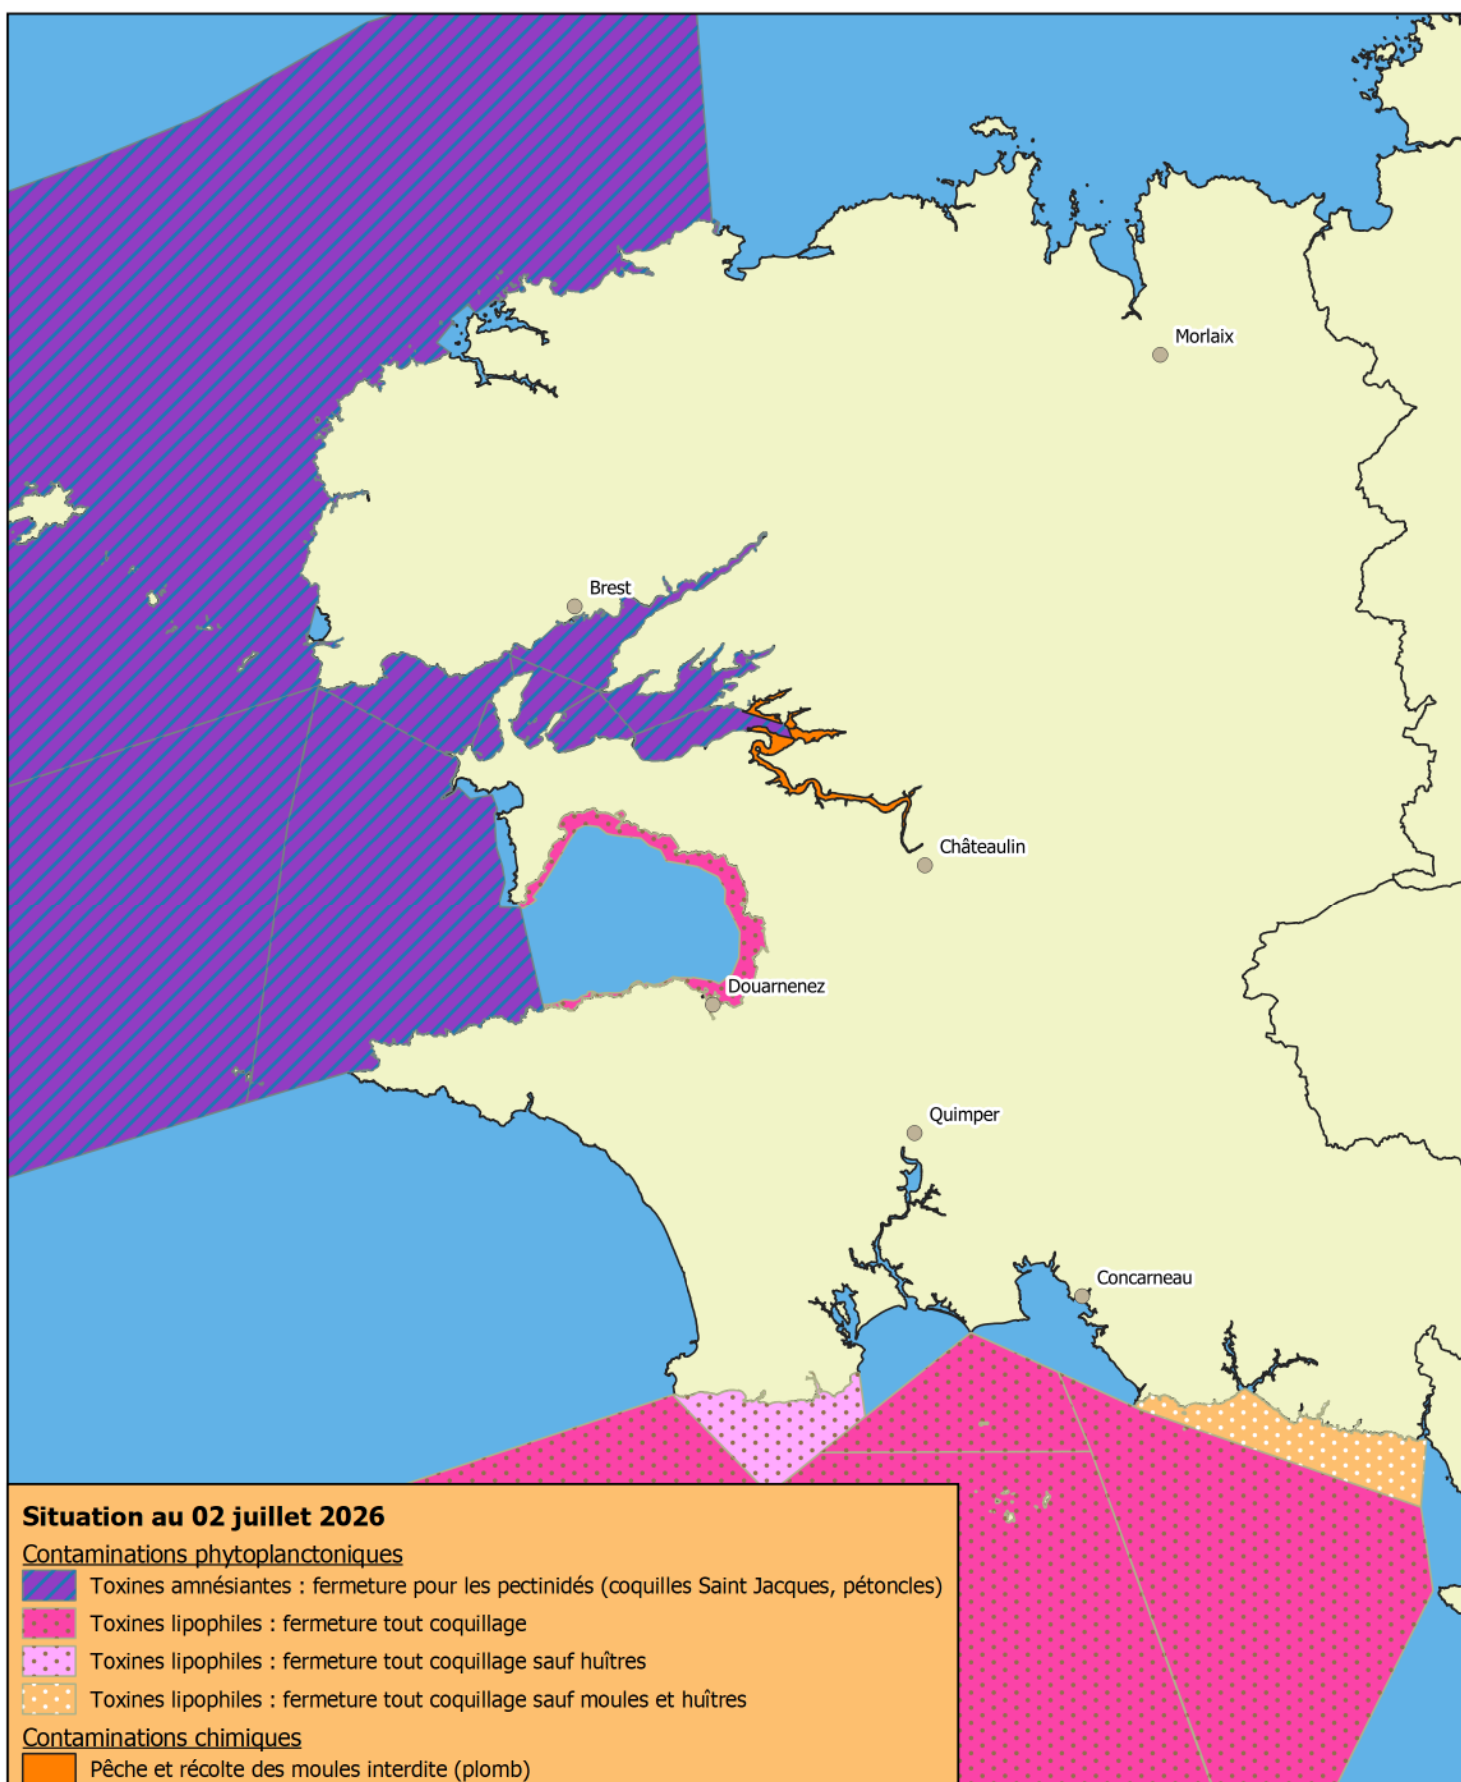 Morlaix
Brest
Châteaulin
Douarnenez
Quimper
Concarneau
Situation au 02 juillet 2026
Contaminations phytoplanctoniques
Toxines amnésiantes : fermeture pour les pectinidés (coquilles Saint Jacques, pétoncles)
Toxines lipophiles : fermeture tout coquillage
Toxines lipophiles : fermeture tout coquillage sauf huîtres
Toxines lipophiles : fermeture tout coquillage sauf moules et huîtres
Contaminations chimiques
Pêche et récolte des moules interdite (plomb)